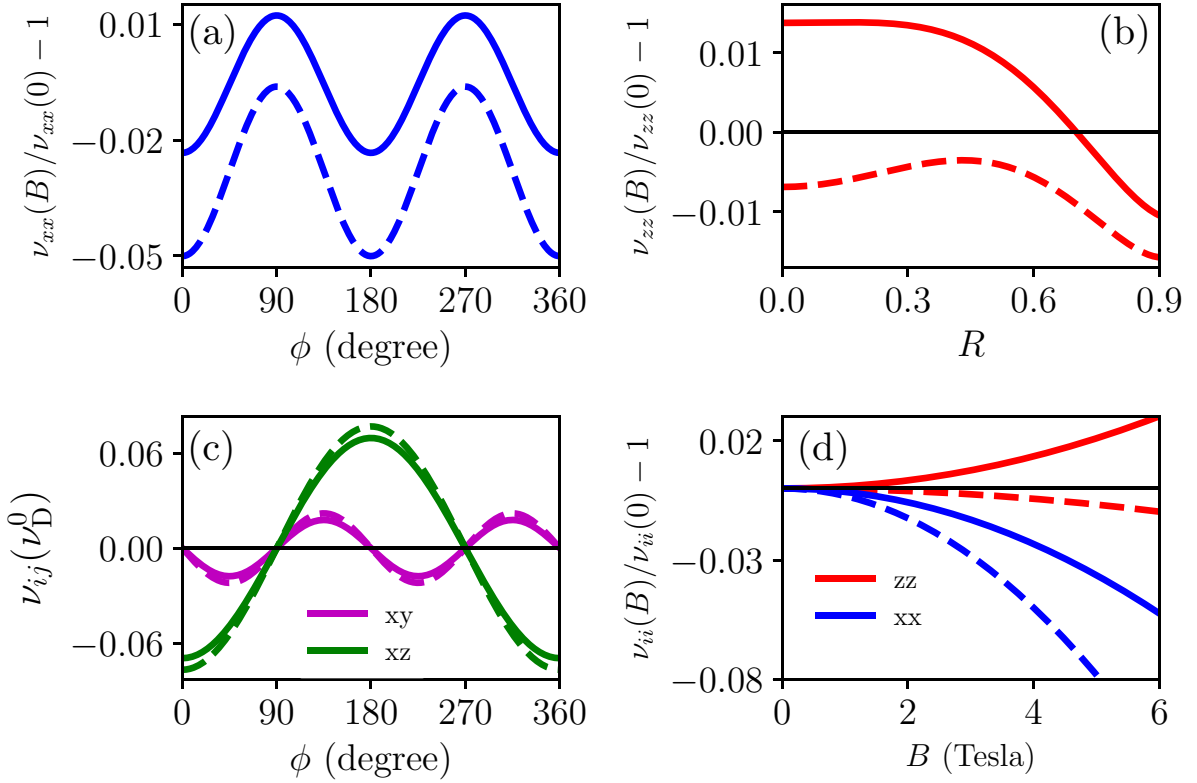 (a)
ν_xx(B)/ν_xx(0) − 1
0.01
−0.02
−0.05
0 90 180 270 360
ϕ (degree)
(b)
ν_zz(B)/ν_zz(0) − 1
0.01
0.00
−0.01
0.0 0.3 0.6 0.9
R
(c)
ν_ij(ν_D^0)
0.06
0.00
−0.06
xy
xz
0 90 180 270 360
ϕ (degree)
(d)
ν_ii(B)/ν_ii(0) − 1
0.02
−0.03
−0.08
zz
xx
0 2 4 6
B (Tesla)